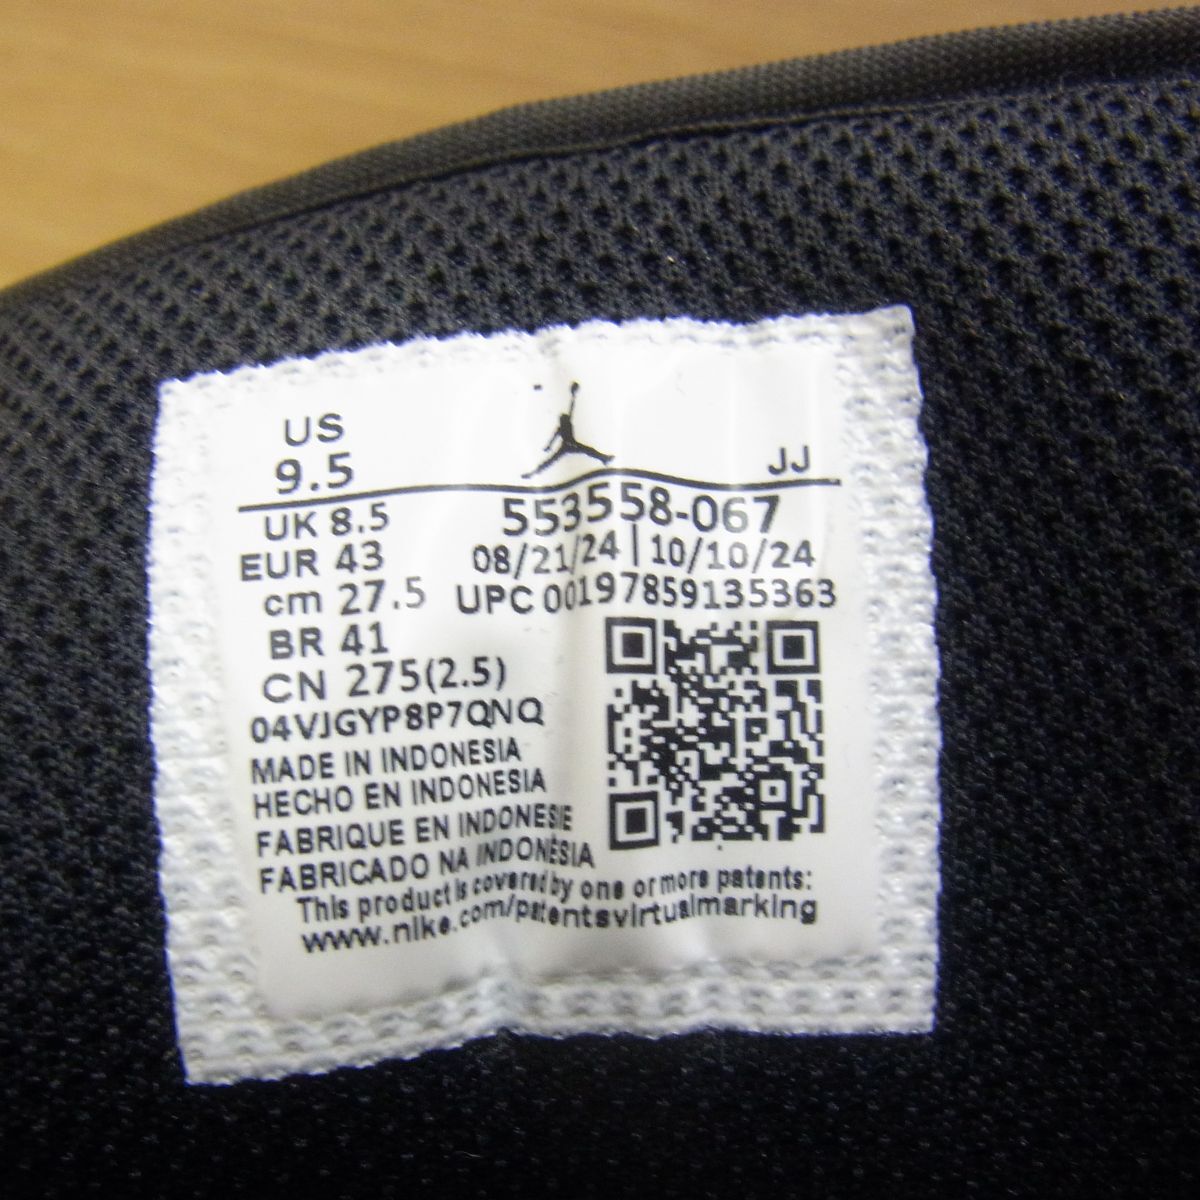 US
9.5
JJ
UK 8.5
553558-067
EUR 43
08/21/24 | 10/10/24
cm 27.5
UPC 00197859135363
BR 41
CN 275(2.5)
04VJGYP8P7QNQ
MADE IN INDONESIA
HECHO EN INDONESIA
FABRIQUE EN INDONESIE
FABRICADO NA INDONÉSIA
This product is covered by one or more patents:
www.nike.com/patentsvirtualmarking